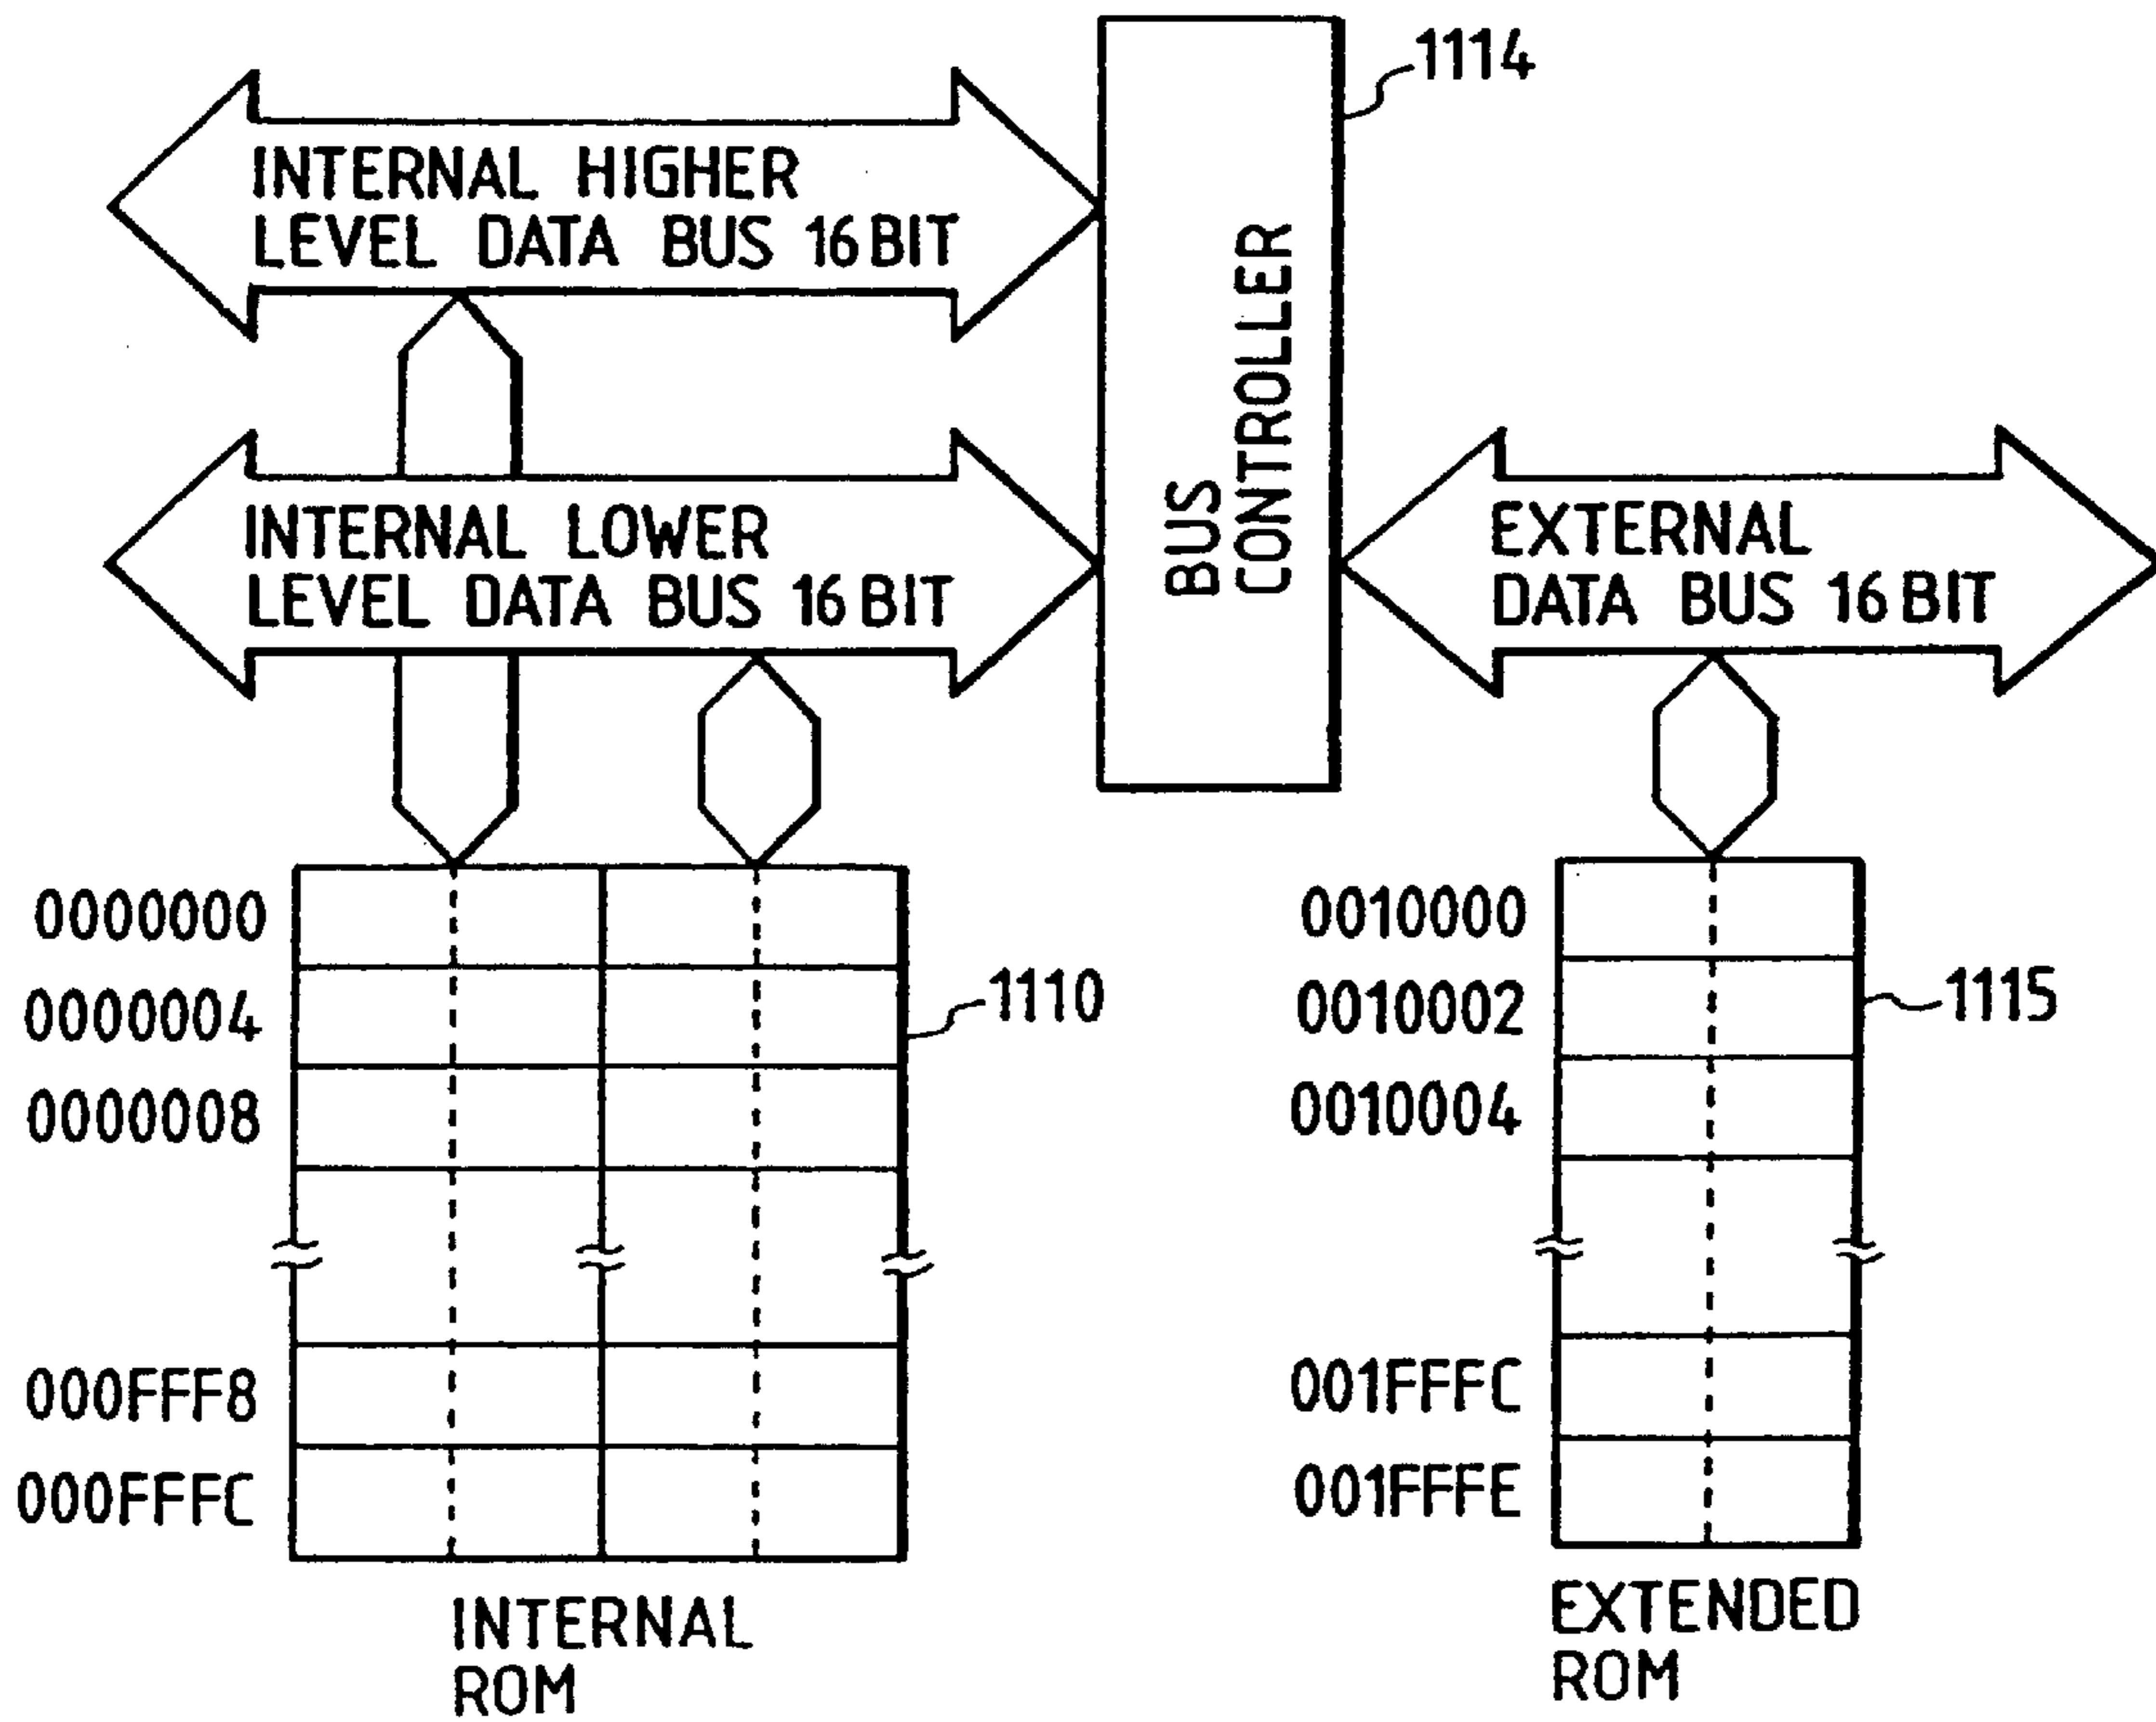 1114
INTERNAL HIGHER
LEVEL DATA BUS 16 BIT
BUS
CONTROLLER
INTERNAL LOWER
LEVEL DATA BUS 16 BIT
EXTERNAL
DATA BUS 16 BIT
0000000
0000004
0000008
000FFF8
000FFFC
1110
INTERNAL
ROM
0010000
0010002
0010004
001FFFC
001FFFE
1115
EXTENDED
ROM